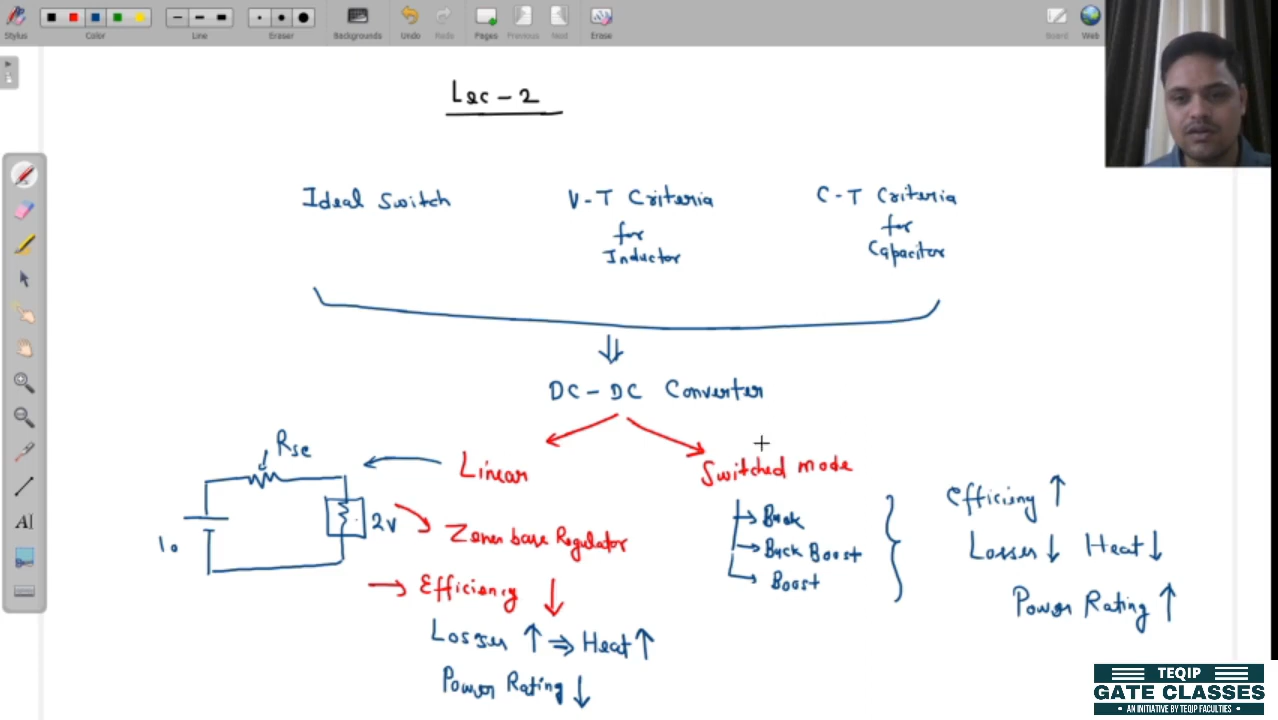 Stylus
Color
Line
Eraser
Backgrounds
Undo
Redo
Pages
Previous
Next
Erase
Board
Web
Lec-2
Ideal Switch
V-T Criteria
for
Inductor
C-T Criteria
for
Capacitor
DC-DC Converter
Rse
10
2V
Linear
Zener base Regulator
Efficiency ↓
Losses ↑ ⇒ Heat ↑
Power Rating ↓
Switched mode
Buck
Buck Boost
Boost
Efficiency ↑
Losses ↓ Heat ↓
Power Rating ↑
AI
TEQIP
GATE CLASSES
- AN INITIATIVE BY TEQIP FACULTIES